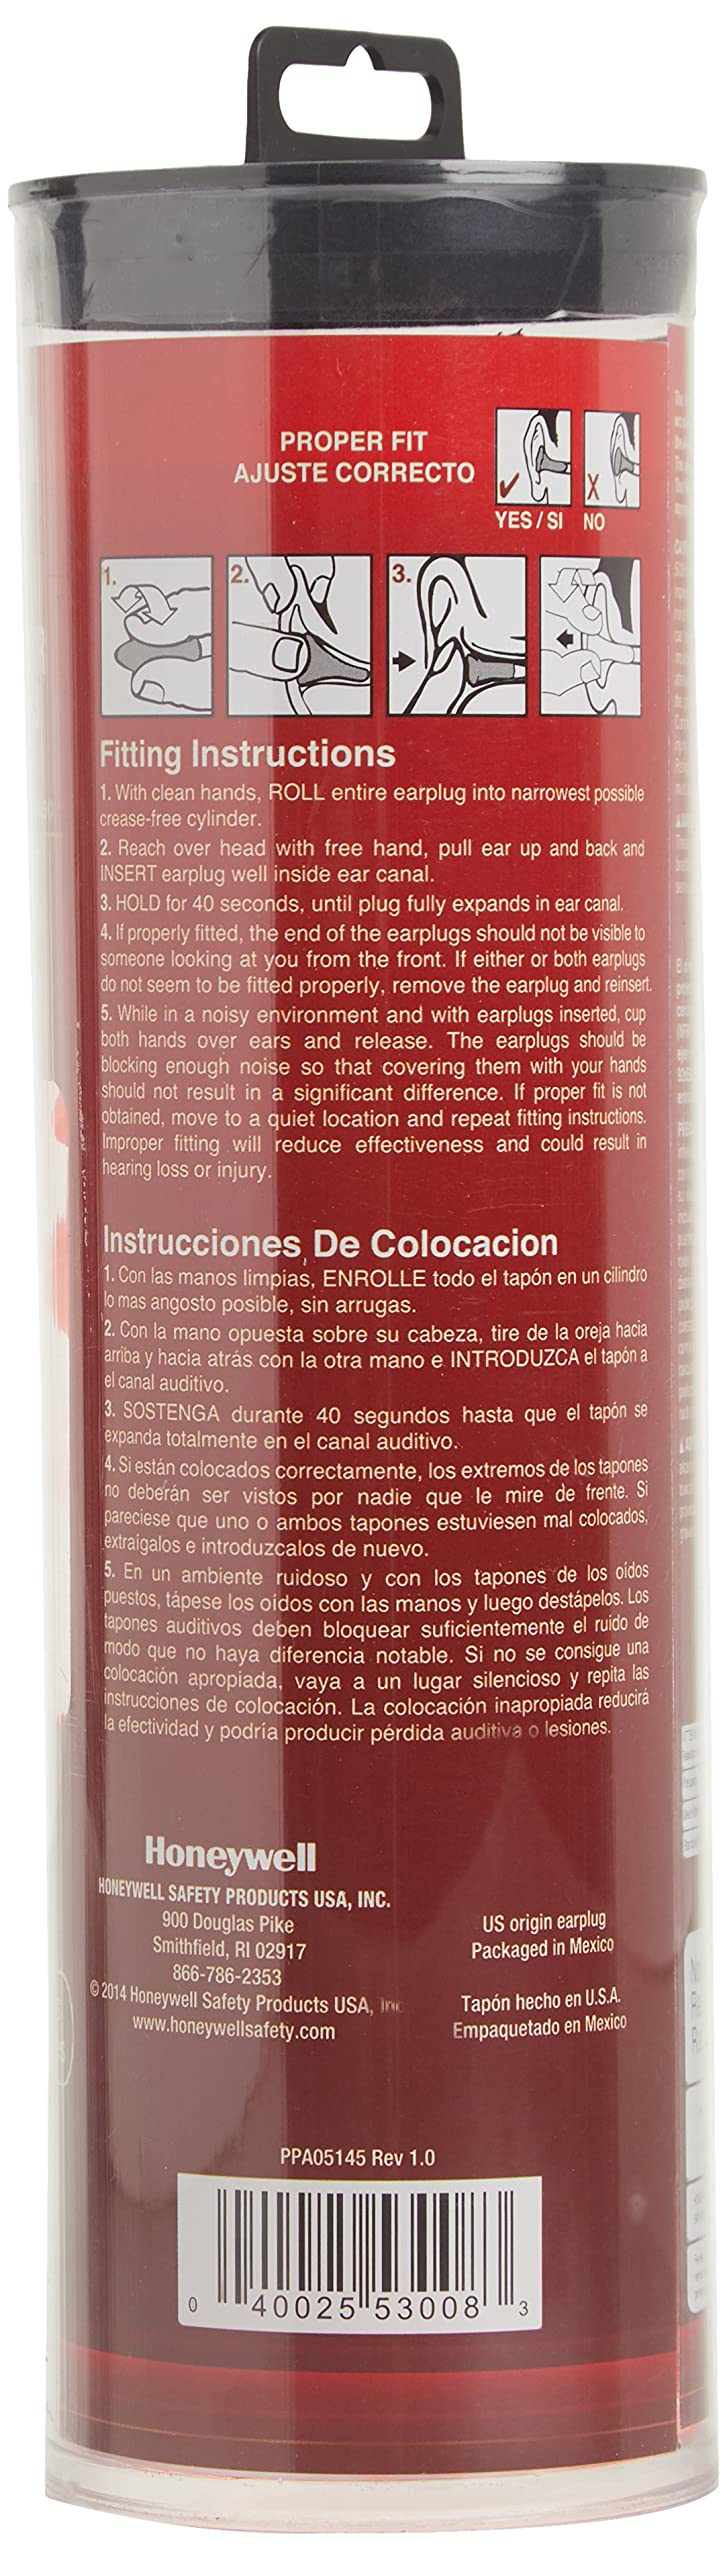 PROPER FIT
AJUSTE CORRECTO
YES / SI NO
1. 2. 3.
Fitting Instructions
1. With clean hands, ROLL entire earplug into narrowest possible
crease-free cylinder.
2. Reach over head with free hand, pull ear up and back and
INSERT earplug well inside ear canal.
3. HOLD for 40 seconds, until plug fully expands in ear canal.
4. If properly fitted, the end of the earplugs should not be visible to
someone looking at you from the front. If either or both earplugs
do not seem to be fitted properly, remove the earplug and reinsert.
5. While in a noisy environment and with earplugs inserted, cup
both hands over ears and release. The earplugs should be
blocking enough noise so that covering them with your hands
should not result in a significant difference. If proper fit is not
obtained, move to a quiet location and repeat fitting instructions.
Improper fitting will reduce effectiveness and could result in
hearing loss or injury.
Instrucciones De Colocacion
1. Con las manos limpias, ENROLLE todo el tapón en un cilindro
lo mas angosto posible, sin arrugas.
2. Con la mano opuesta sobre su cabeza, tire de la oreja hacia
arriba y hacia atrás con la otra mano e INTRODUZCA el tapón a
el canal auditivo.
3. SOSTENGA durante 40 segundos hasta que el tapón se
expanda totalmente en el canal auditivo.
4. Si están colocados correctamente, los extremos de los tapones
no deberán ser vistos por nadie que le mire de frente. Si
pareciese que uno o ambos tapones estuviesen mal colocados,
extraígalos e introduzcalos de nuevo.
5. En un ambiente ruidoso y con los tapones de los oídos
puestos, tápese los oídos con las manos y luego destápelos. Los
tapones auditivos deben bloquear suficientemente el ruido de
modo que no haya diferencia notable. Si no se consigue una
colocación apropiada, vaya a un lugar silencioso y repita las
instrucciones de colocación. La colocación inapropiada reducirá
la efectividad y podría producir pérdida auditiva o lesiones.
Honeywell
HONEYWELL SAFETY PRODUCTS USA, INC.
900 Douglas Pike
Smithfield, RI 02917
866-786-2353
© 2014 Honeywell Safety Products USA, Inc
www.honeywellsafety.com
US origin earplug
Packaged in Mexico
Tapón hecho en U.S.A.
Empaquetado en Mexico
PPA05145 Rev 1.0
0 40025 53008 3